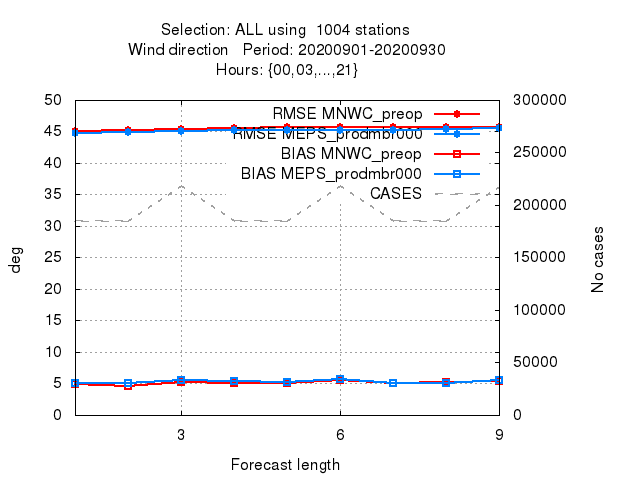 Selection: ALL using  1004 stations
Wind direction   Period: 20200901-20200930
Hours: {00,03,...,21}
50 300000
RMSE MNWC_preop
45 RMSE MEPS_prodmbr000
250000
40 BIAS MNWC_preop
BIAS MEPS_prodmbr000
35 CASES
30 200000
25 150000
20
15 100000
10
5 50000
0 0
deg
No cases
3 6 9
Forecast length